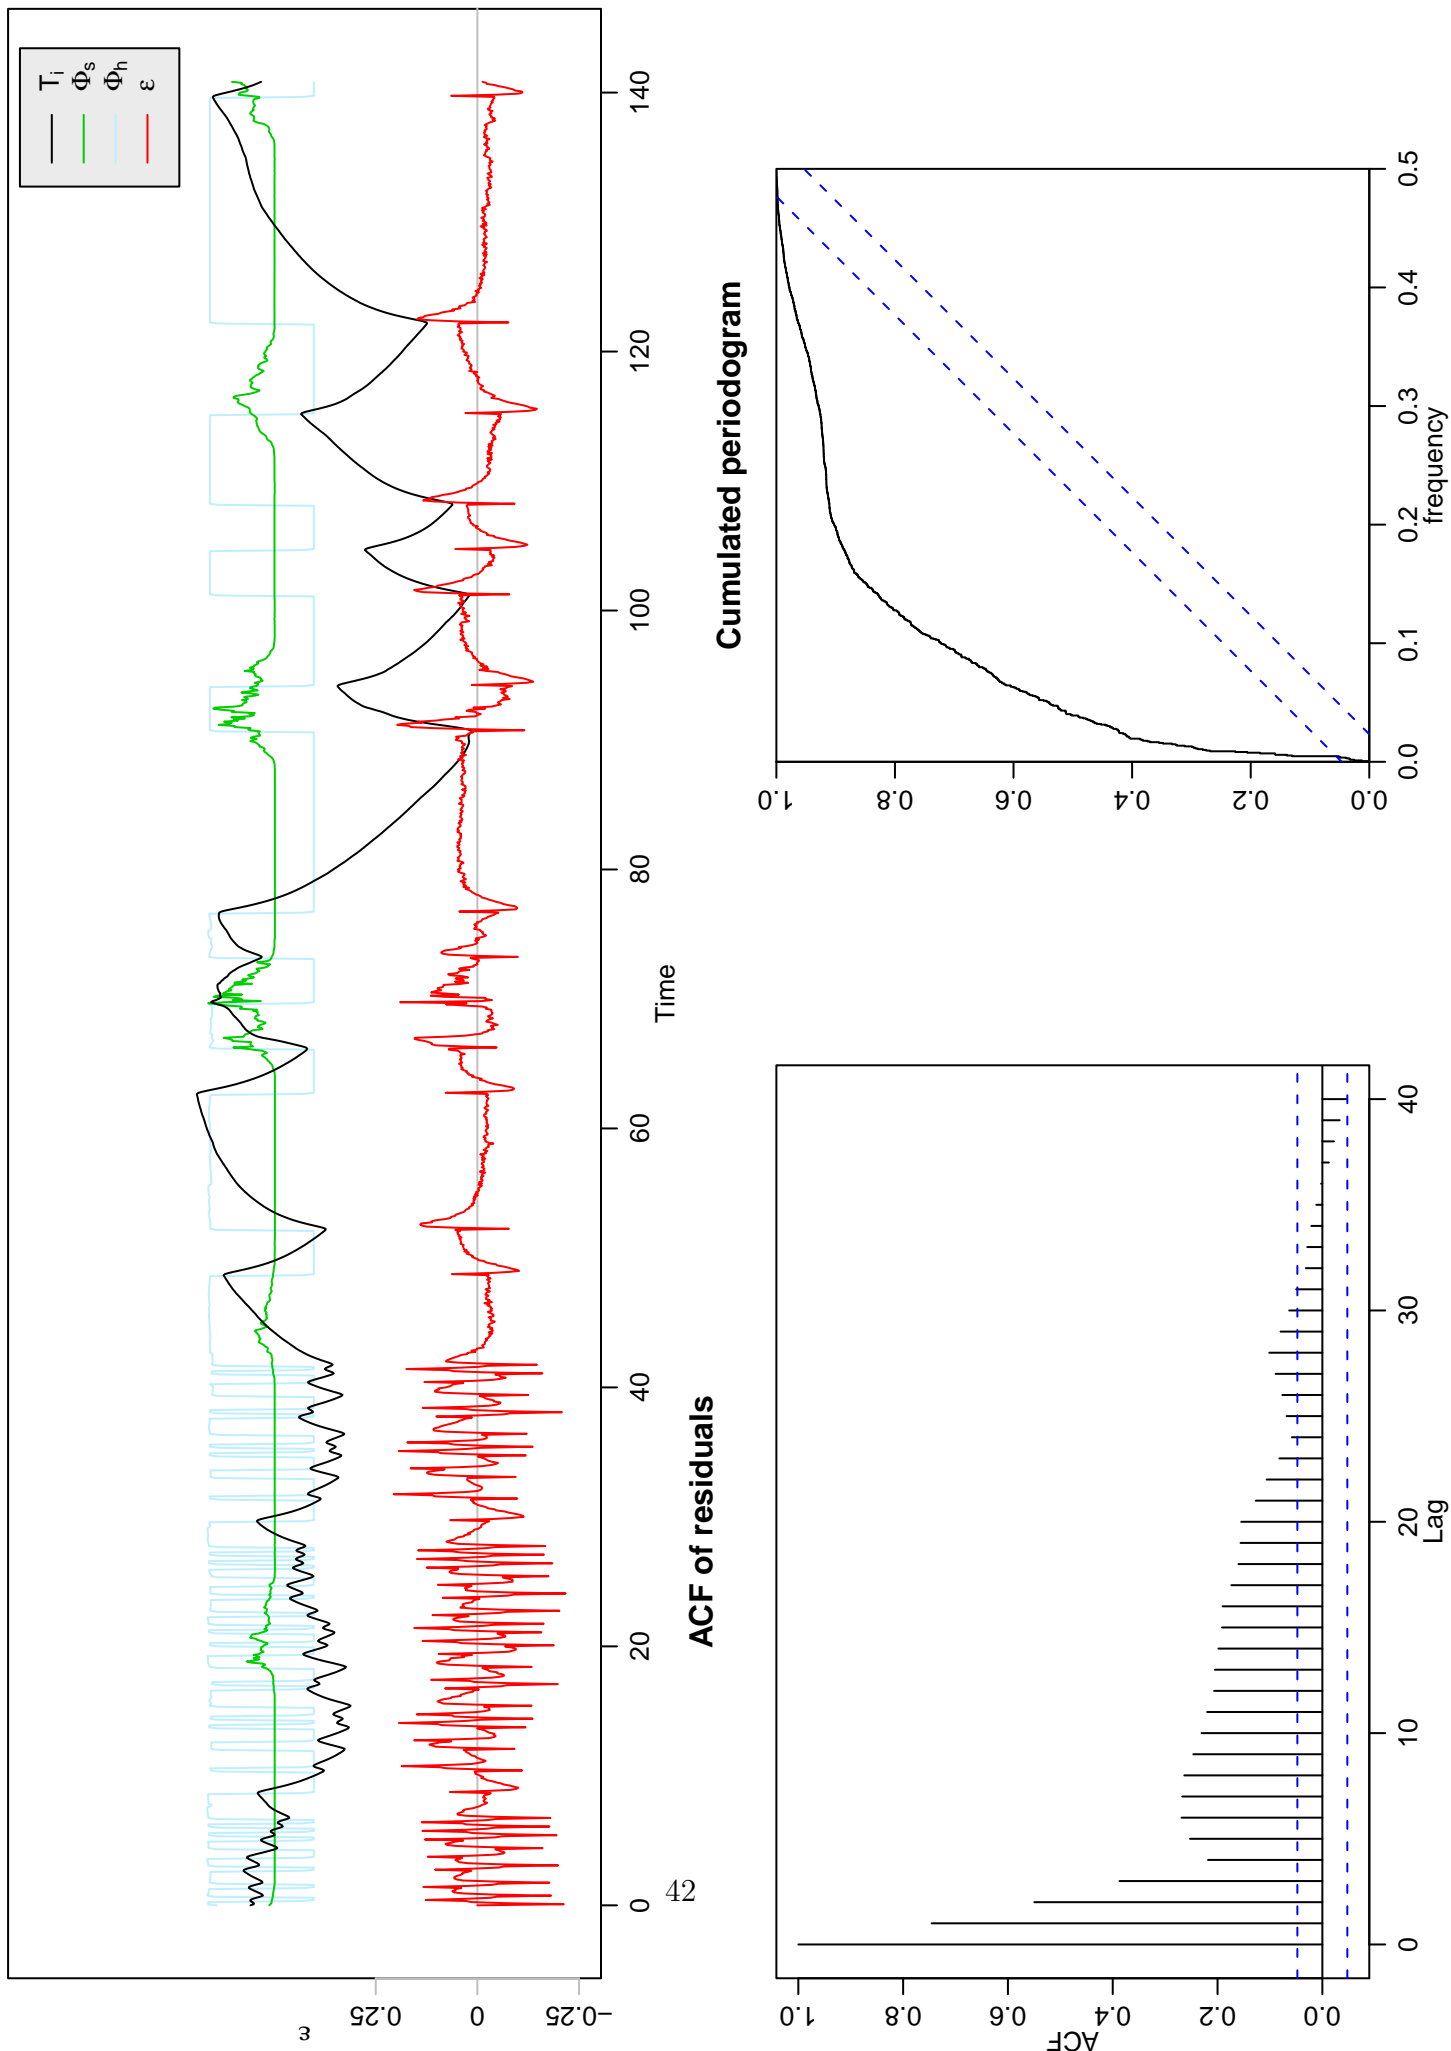 T_i
Φ_s
Φ_h
ε
ε
-0.25 0 0.25
0 20 40 60 80 100 120 140
Time
ACF of residuals
ACF
0.0 0.2 0.4 0.6 0.8 1.0
0 10 20 30 40
Lag
Cumulated periodogram
0.0 0.2 0.4 0.6 0.8 1.0
0.0 0.1 0.2 0.3 0.4 0.5
frequency
42